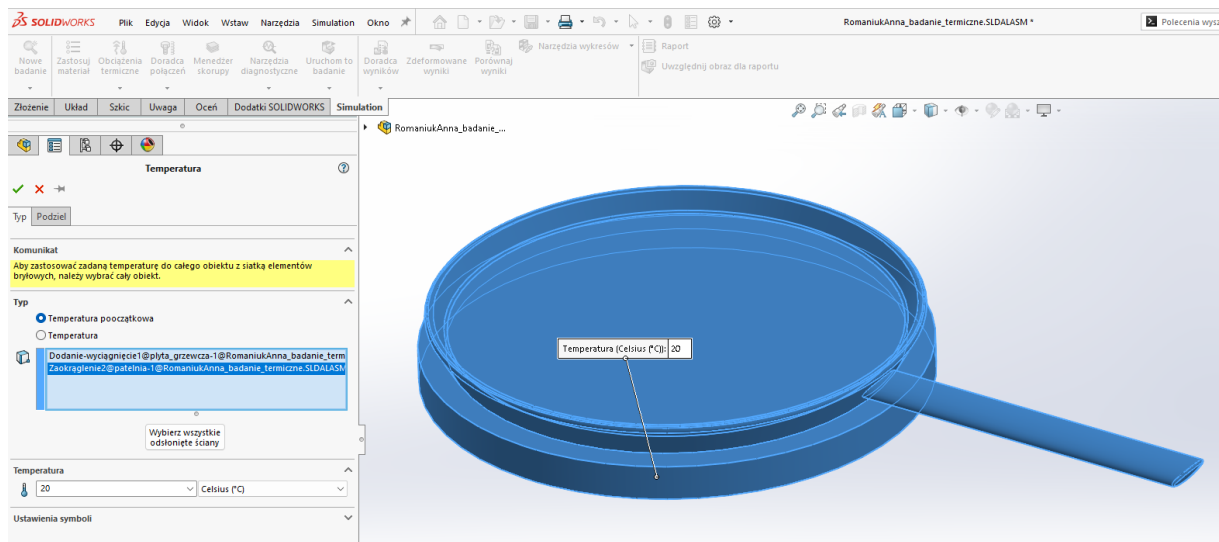 SOLIDWORKS Plik Edycja Widok Wstaw Narzędzia Simulation Okno RomaniukAnna_badanie_termiczne.SLDALASM * Polecenia wysz
Nowe badanie
Zastosuj materiał
Obciążenia termiczne
Doradca połączeń
Menedżer skorupy
Narzędzia diagnostyczne
Uruchom to badanie
Doradca wyników
Zdeformowane wyniki
Porównaj wyniki
Narzędzia wykresów
Raport
Uwzględnij obraz dla raportu
Złożenie Układ Szkic Uwaga Oceń Dodatki SOLIDWORKS Simulation
RomaniukAnna_badanie_...
Temperatura
Typ Podziel
Komunikat
Aby zastosować zadaną temperaturę do całego obiektu z siatką elementów
bryłowych, należy wybrać cały obiekt.
Typ
Temperatura pooczątkowa
Temperatura
Dodanie-wyciągnięcie1@plyta_grzewcza-1@RomaniukAnna_badanie_term
Zaokrąglenie2@patelnia-1@RomaniukAnna_badanie_termiczne.SLDALASM
Wybierz wszystkie
odsłonięte ściany
Temperatura
20 Celsius (°C)
Ustawienia symboli
Temperatura (Celsius (°C)): 20